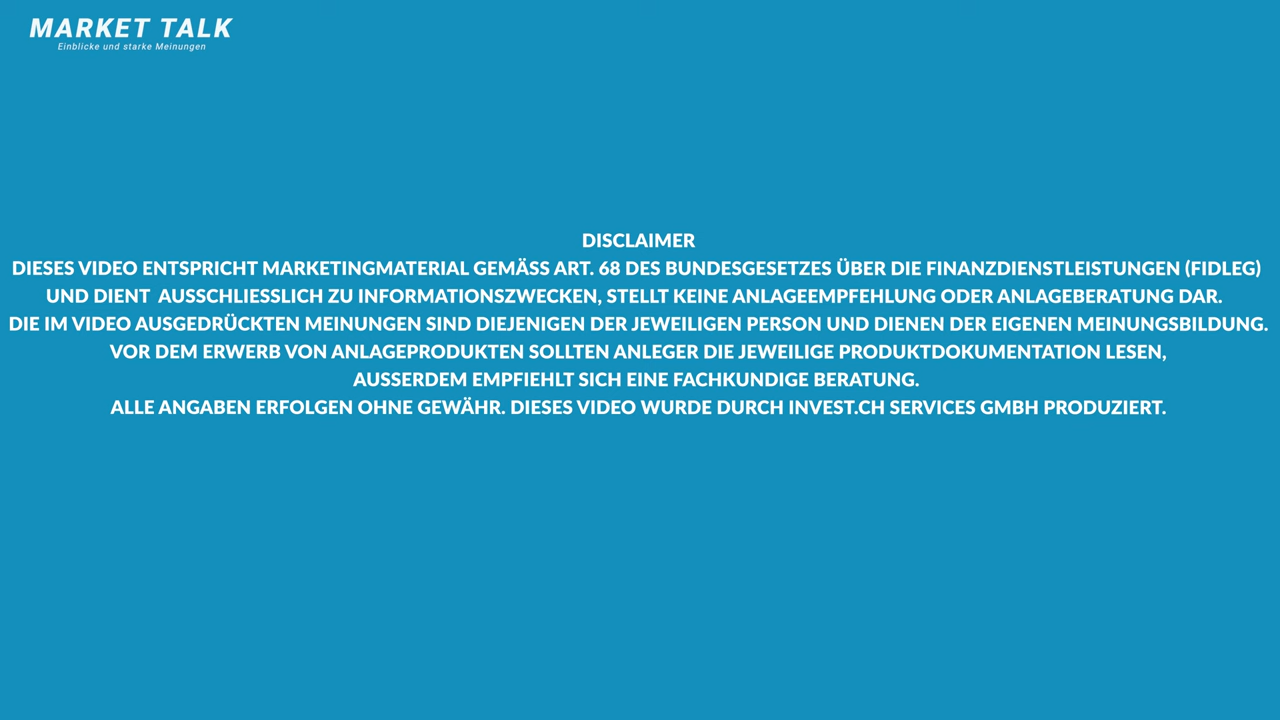 MARKET TALK
Einblicke und starke Meinungen
DISCLAIMER
DIESES VIDEO ENTSPRICHT MARKETINGMATERIAL GEMÄSS ART. 68 DES BUNDESGESETZES ÜBER DIE FINANZDIENSTLEISTUNGEN (FIDLEG)
UND DIENT  AUSSCHLIESSLICH ZU INFORMATIONSZWECKEN, STELLT KEINE ANLAGEEMPFEHLUNG ODER ANLAGEBERATUNG DAR.
DIE IM VIDEO AUSGEDRÜCKTEN MEINUNGEN SIND DIEJENIGEN DER JEWEILIGEN PERSON UND DIENEN DER EIGENEN MEINUNGSBILDUNG.
VOR DEM ERWERB VON ANLAGEPRODUKTEN SOLLTEN ANLEGER DIE JEWEILIGE PRODUKTDOKUMENTATION LESEN,
AUSSERDEM EMPFIEHLT SICH EINE FACHKUNDIGE BERATUNG.
ALLE ANGABEN ERFOLGEN OHNE GEWÄHR. DIESES VIDEO WURDE DURCH INVEST.CH SERVICES GMBH PRODUZIERT.